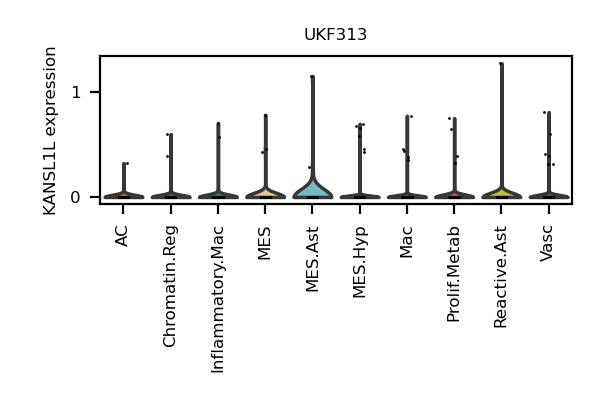 UKF313
KANSL1L expression
1
0
AC
Chromatin.Reg
Inflammatory.Mac
MES
MES.Ast
MES.Hyp
Mac
Prolif.Metab
Reactive.Ast
Vasc